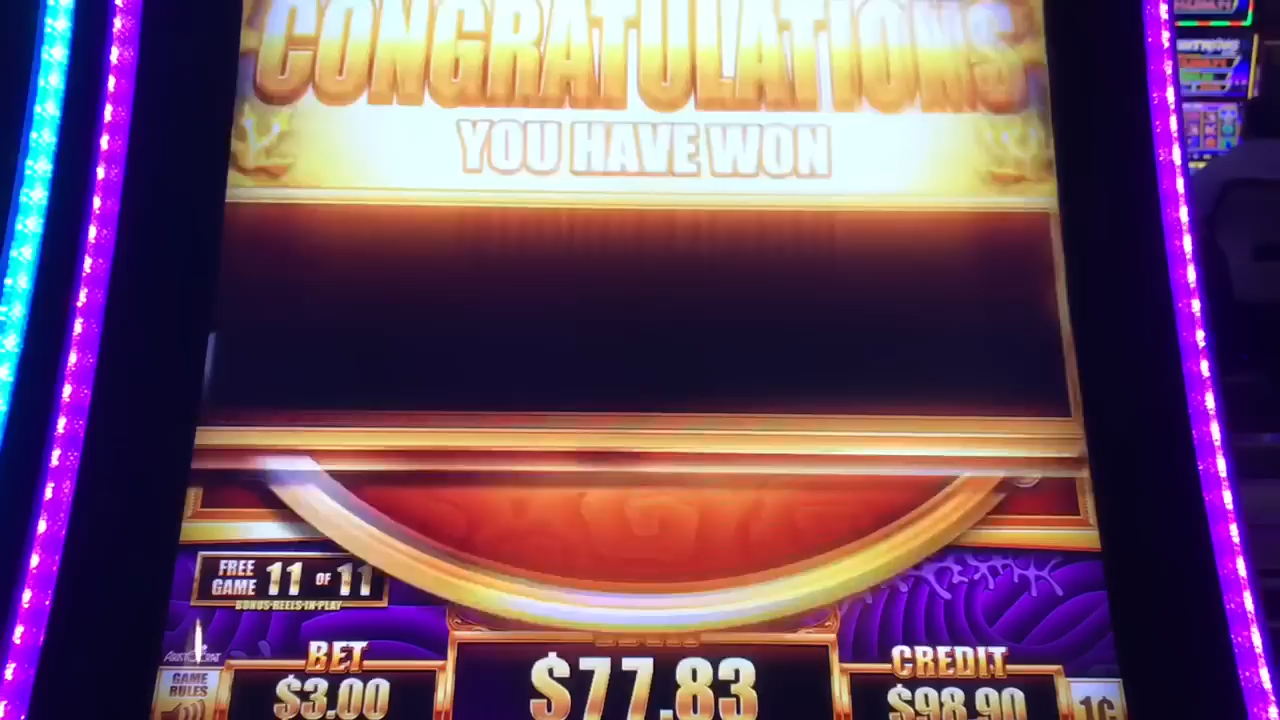 CONGRATULATIONS
YOU HAVE WON
FREE GAME 11 OF 11
BONUS REELS IN PLAY
ARISTOCRAT
GAME RULES
BET
$3.00
$77.83
CREDIT
$98.90
1¢